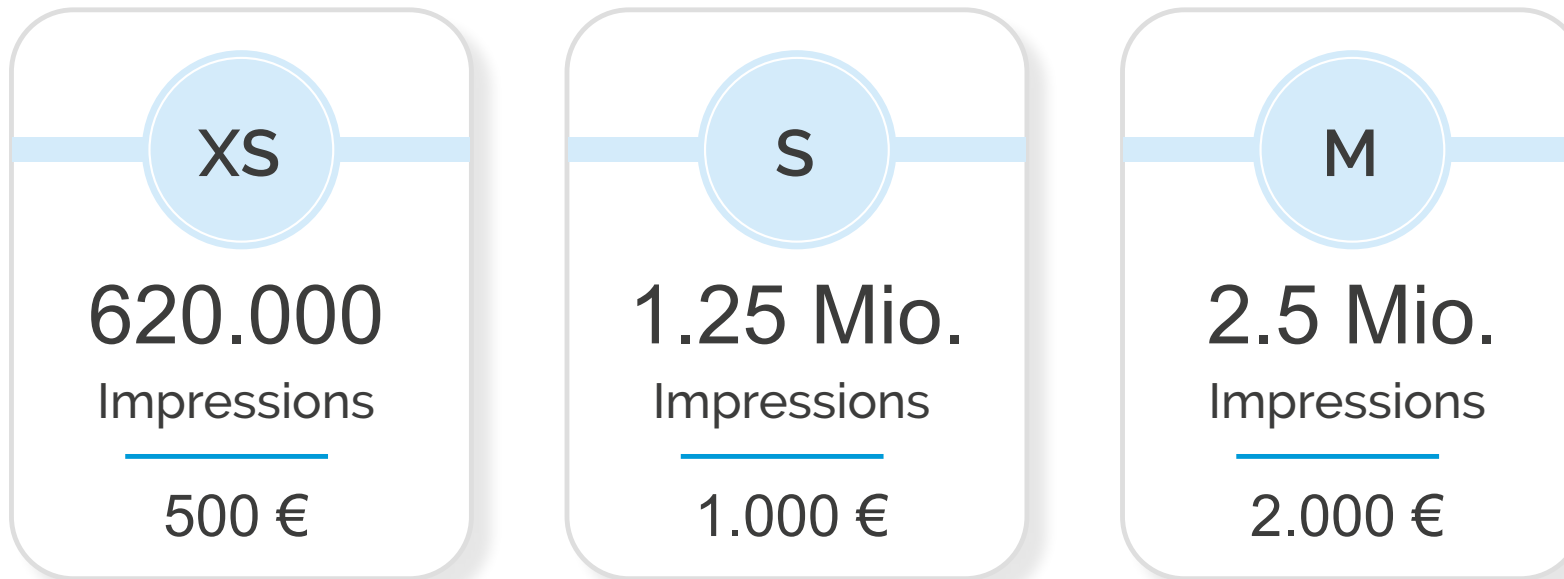 XS
620.000
Impressions
500 €
S
1.25 Mio.
Impressions
1.000 €
M
2.5 Mio.
Impressions
2.000 €